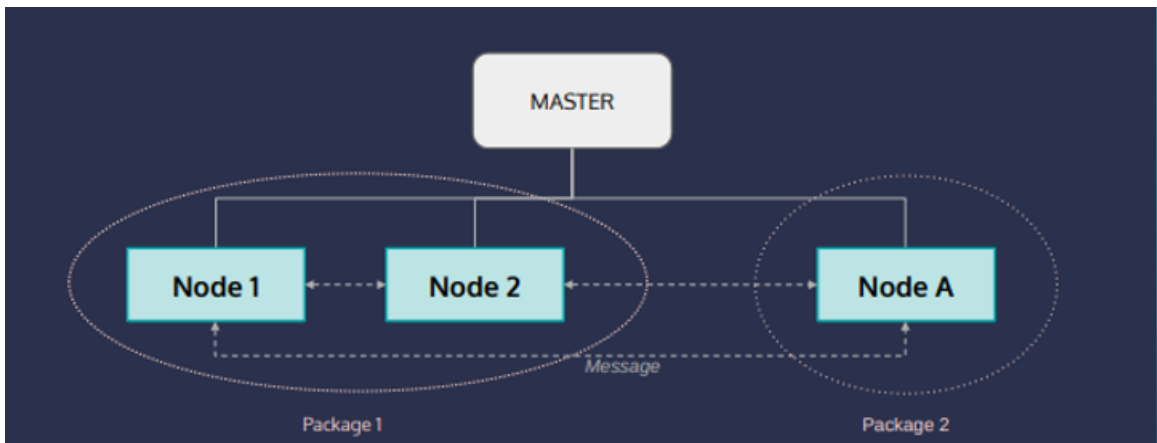 MASTER
Node 1
Node 2
Node A
Message
Package 1
Package 2